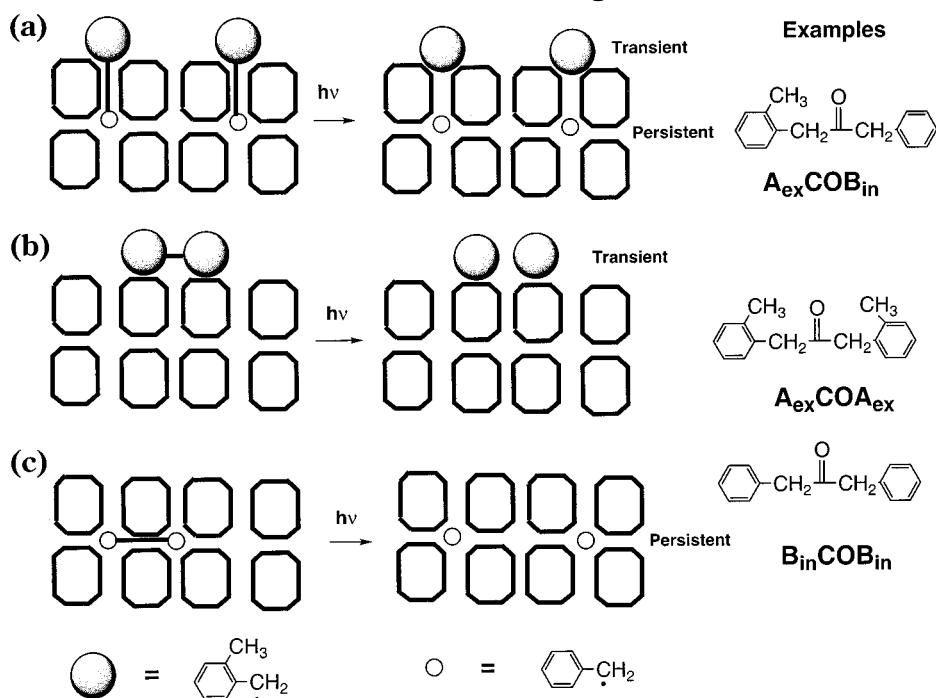 (a)
hν
Transient
Persistent
Examples
CH3
O
CH2
CH2
AexCOBin
(b)
hν
Transient
CH3
O
CH3
CH2
CH2
AexCOAex
(c)
hν
Persistent
O
CH2
CH2
BinCOBin
=
CH3
CH2
=
CH2